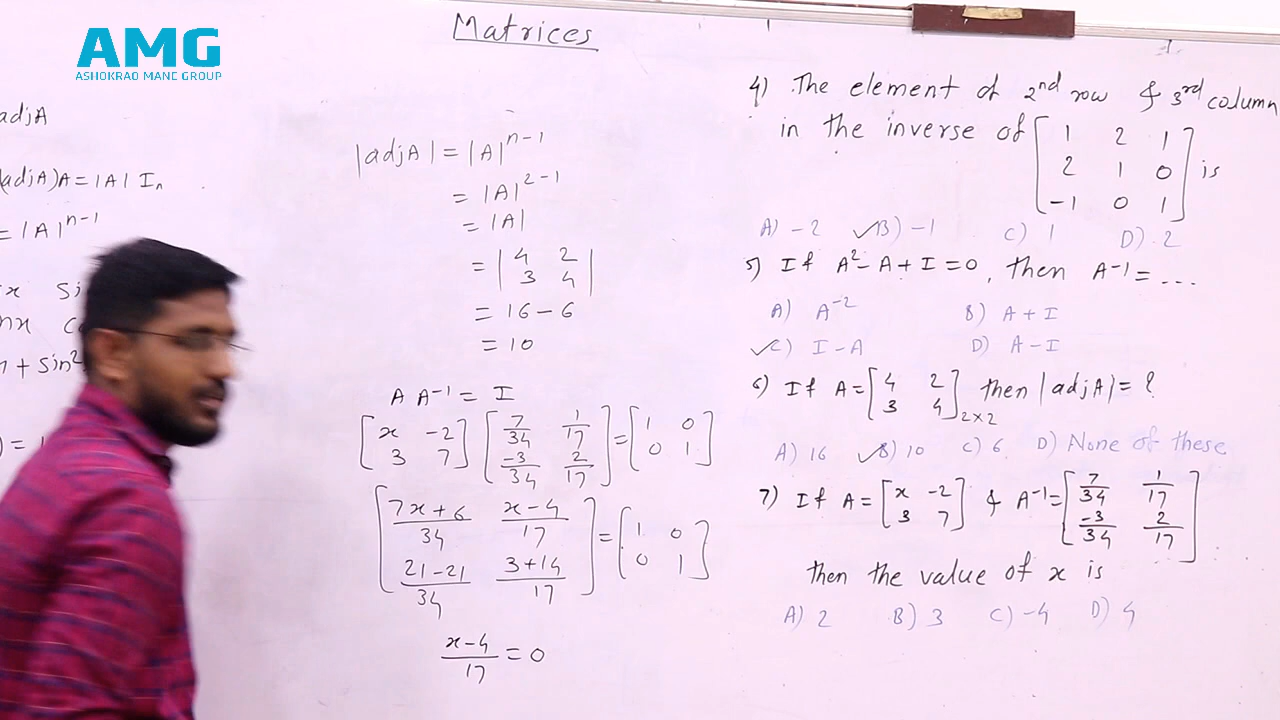 AMG
ASHOKRAO MANE GROUP
Matrices
adjA
(adjA)A = |A| Iₙ
= |A|ⁿ⁻¹
|adjA| = |A|ⁿ⁻¹
= |A|²⁻¹
= |A|
= | 4 2 |
| 3 4 |
= 16 - 6
= 10
A A⁻¹ = I
[ x -2 ] [ 7/34 1/17 ] = [ 1 0 ]
[ 3 7 ] [ -3/34 2/17 ] [ 0 1 ]
[ 7x+6/34 x-4/17 ] = [ 1 0 ]
[ 21-21/34 3+14/17 ] [ 0 1 ]
x-4/17 = 0
4) The element of 2nd row & 3rd column
in the inverse of [ 1 2 1 ]
[ 2 1 0 ] is
[ -1 0 1 ]
A) -2 ✓B) -1 C) 1 D) 2
5) If A² - A + I = 0, then A⁻¹ = ...
A) A⁻² B) A + I
✓C) I - A D) A - I
6) If A = [ 4 2 ] then |adjA| = ?
[ 3 4 ]₂ₓ₂
A) 16 ✓B) 10 C) 6 D) None of these
7) If A = [ x -2 ] & A⁻¹ = [ 7/34 1/17 ]
[ 3 7 ] [ -3/34 2/17 ]
then the value of x is
A) 2 B) 3 C) -4 D) 4